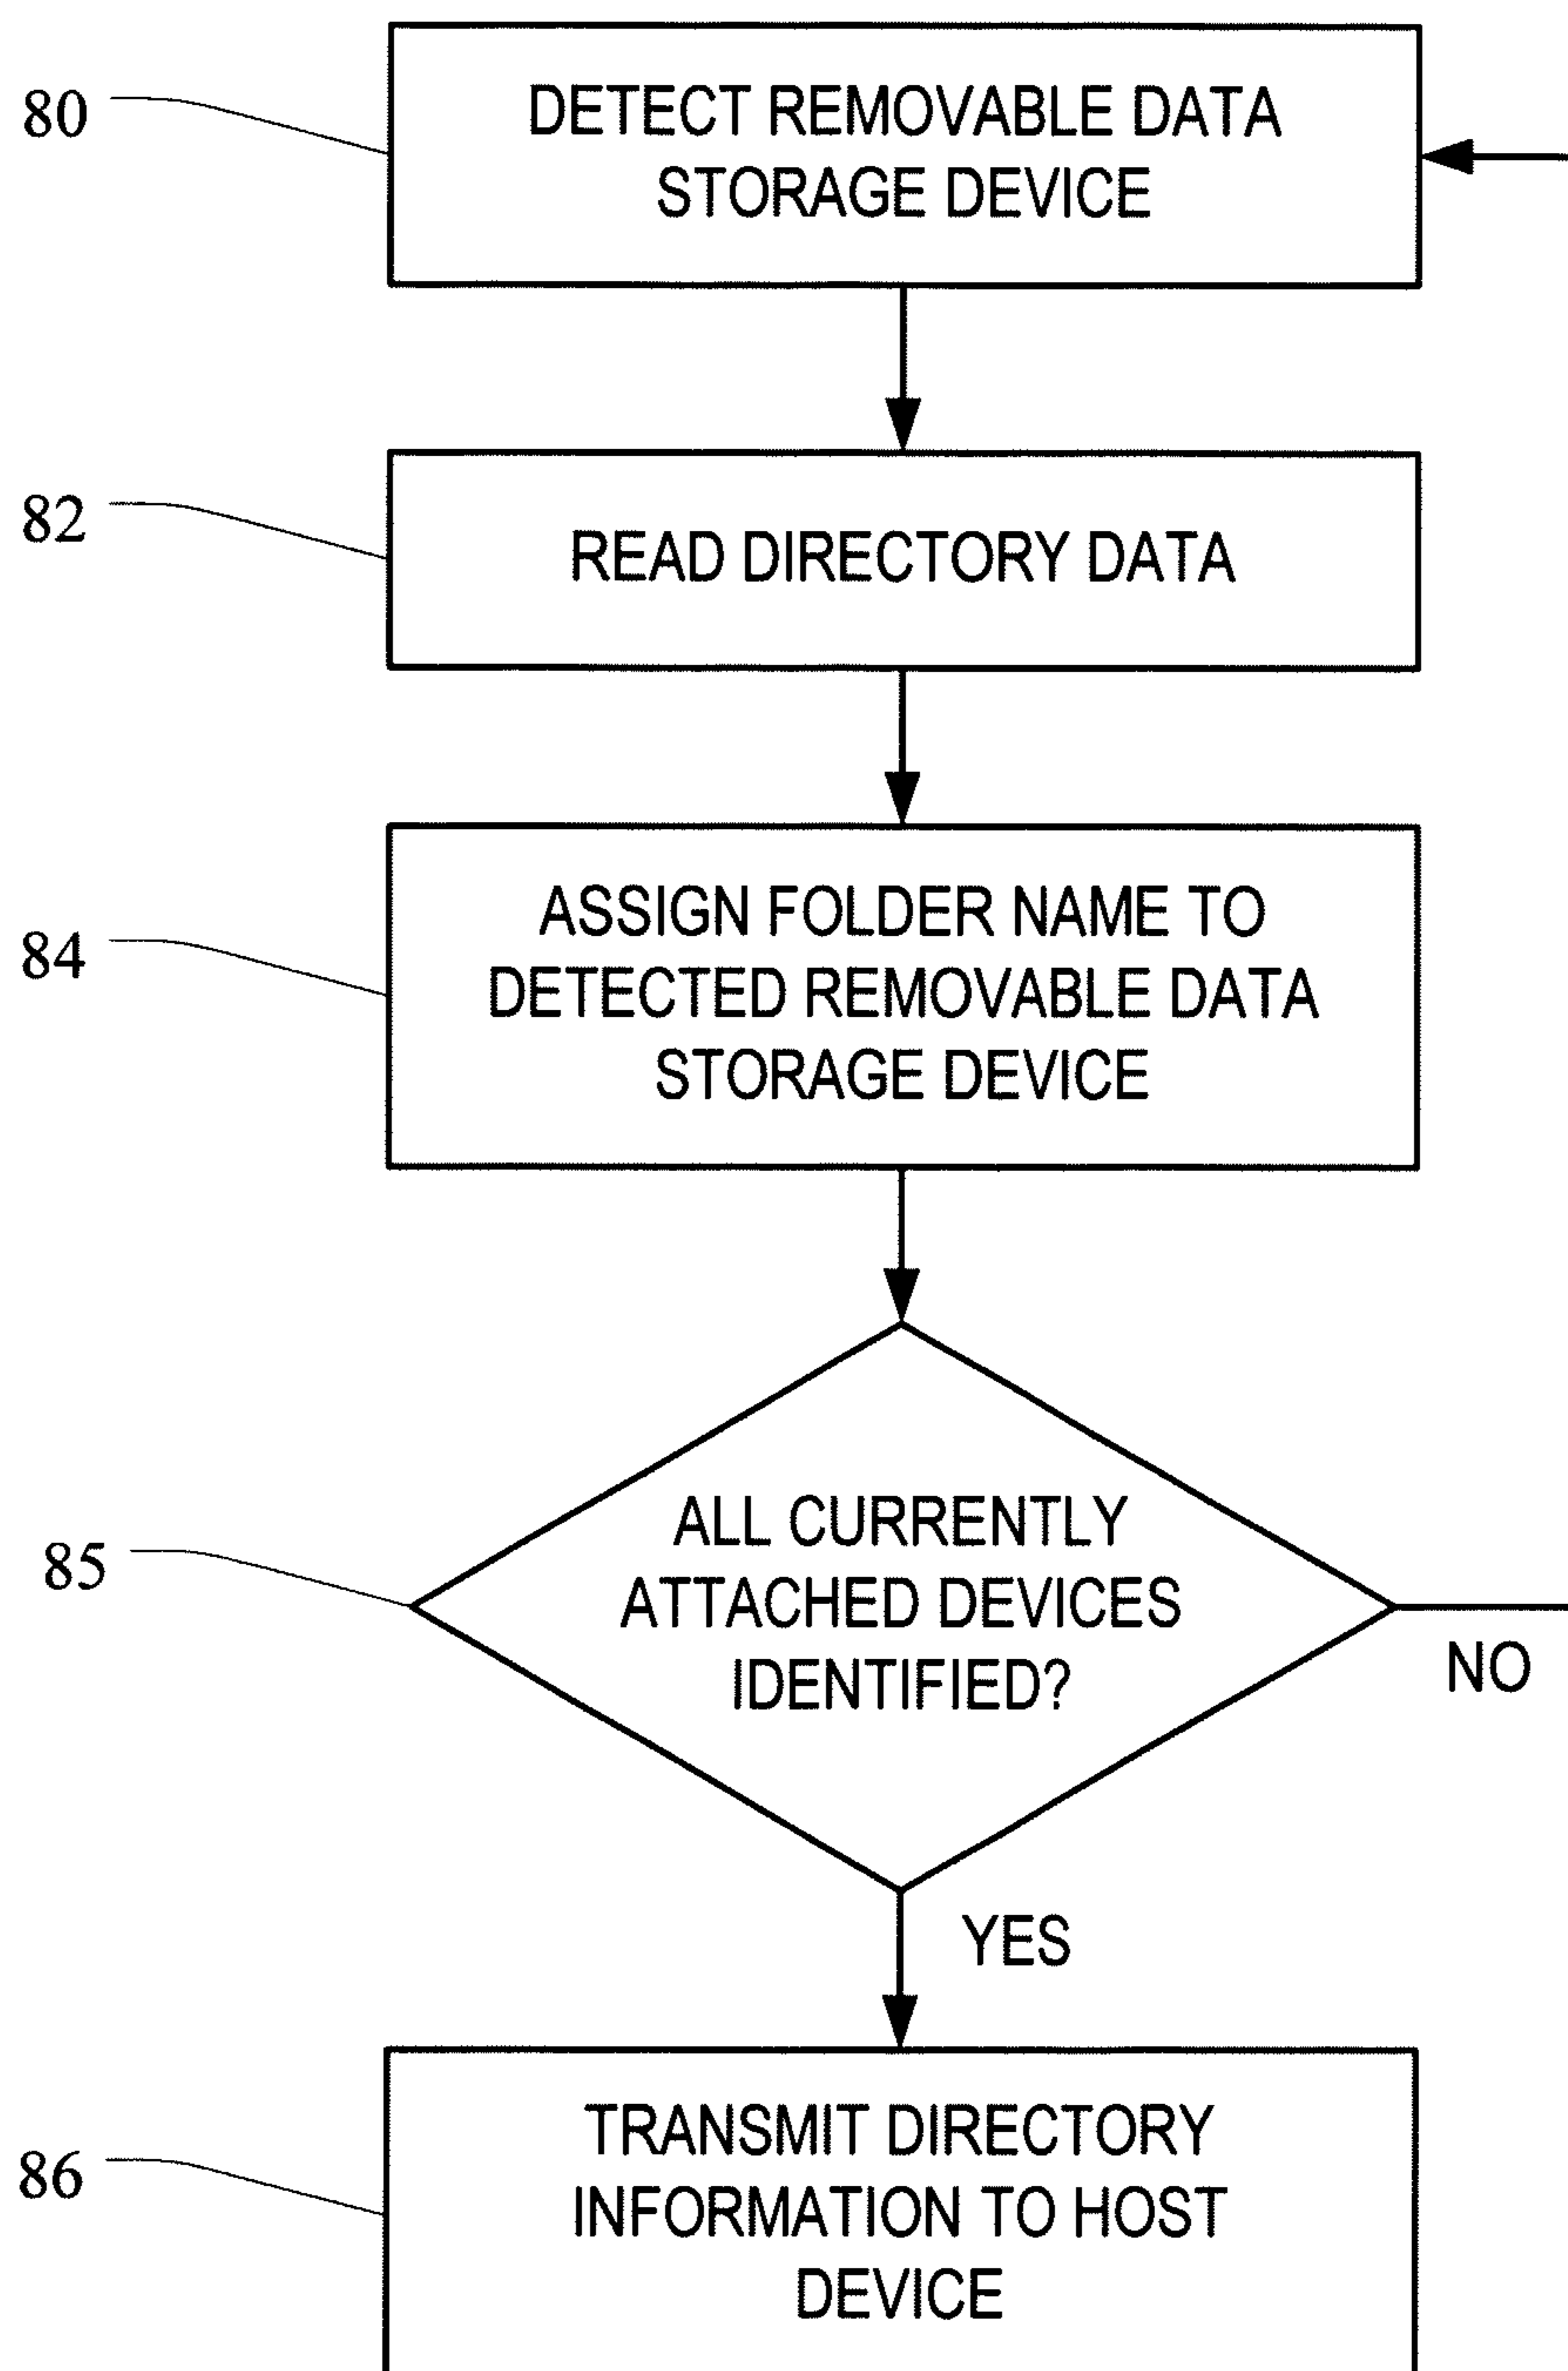 80
DETECT REMOVABLE DATA
STORAGE DEVICE
82
READ DIRECTORY DATA
84
ASSIGN FOLDER NAME TO
DETECTED REMOVABLE DATA
STORAGE DEVICE
85
ALL CURRENTLY
ATTACHED DEVICES
IDENTIFIED?
NO
YES
86
TRANSMIT DIRECTORY
INFORMATION TO HOST
DEVICE